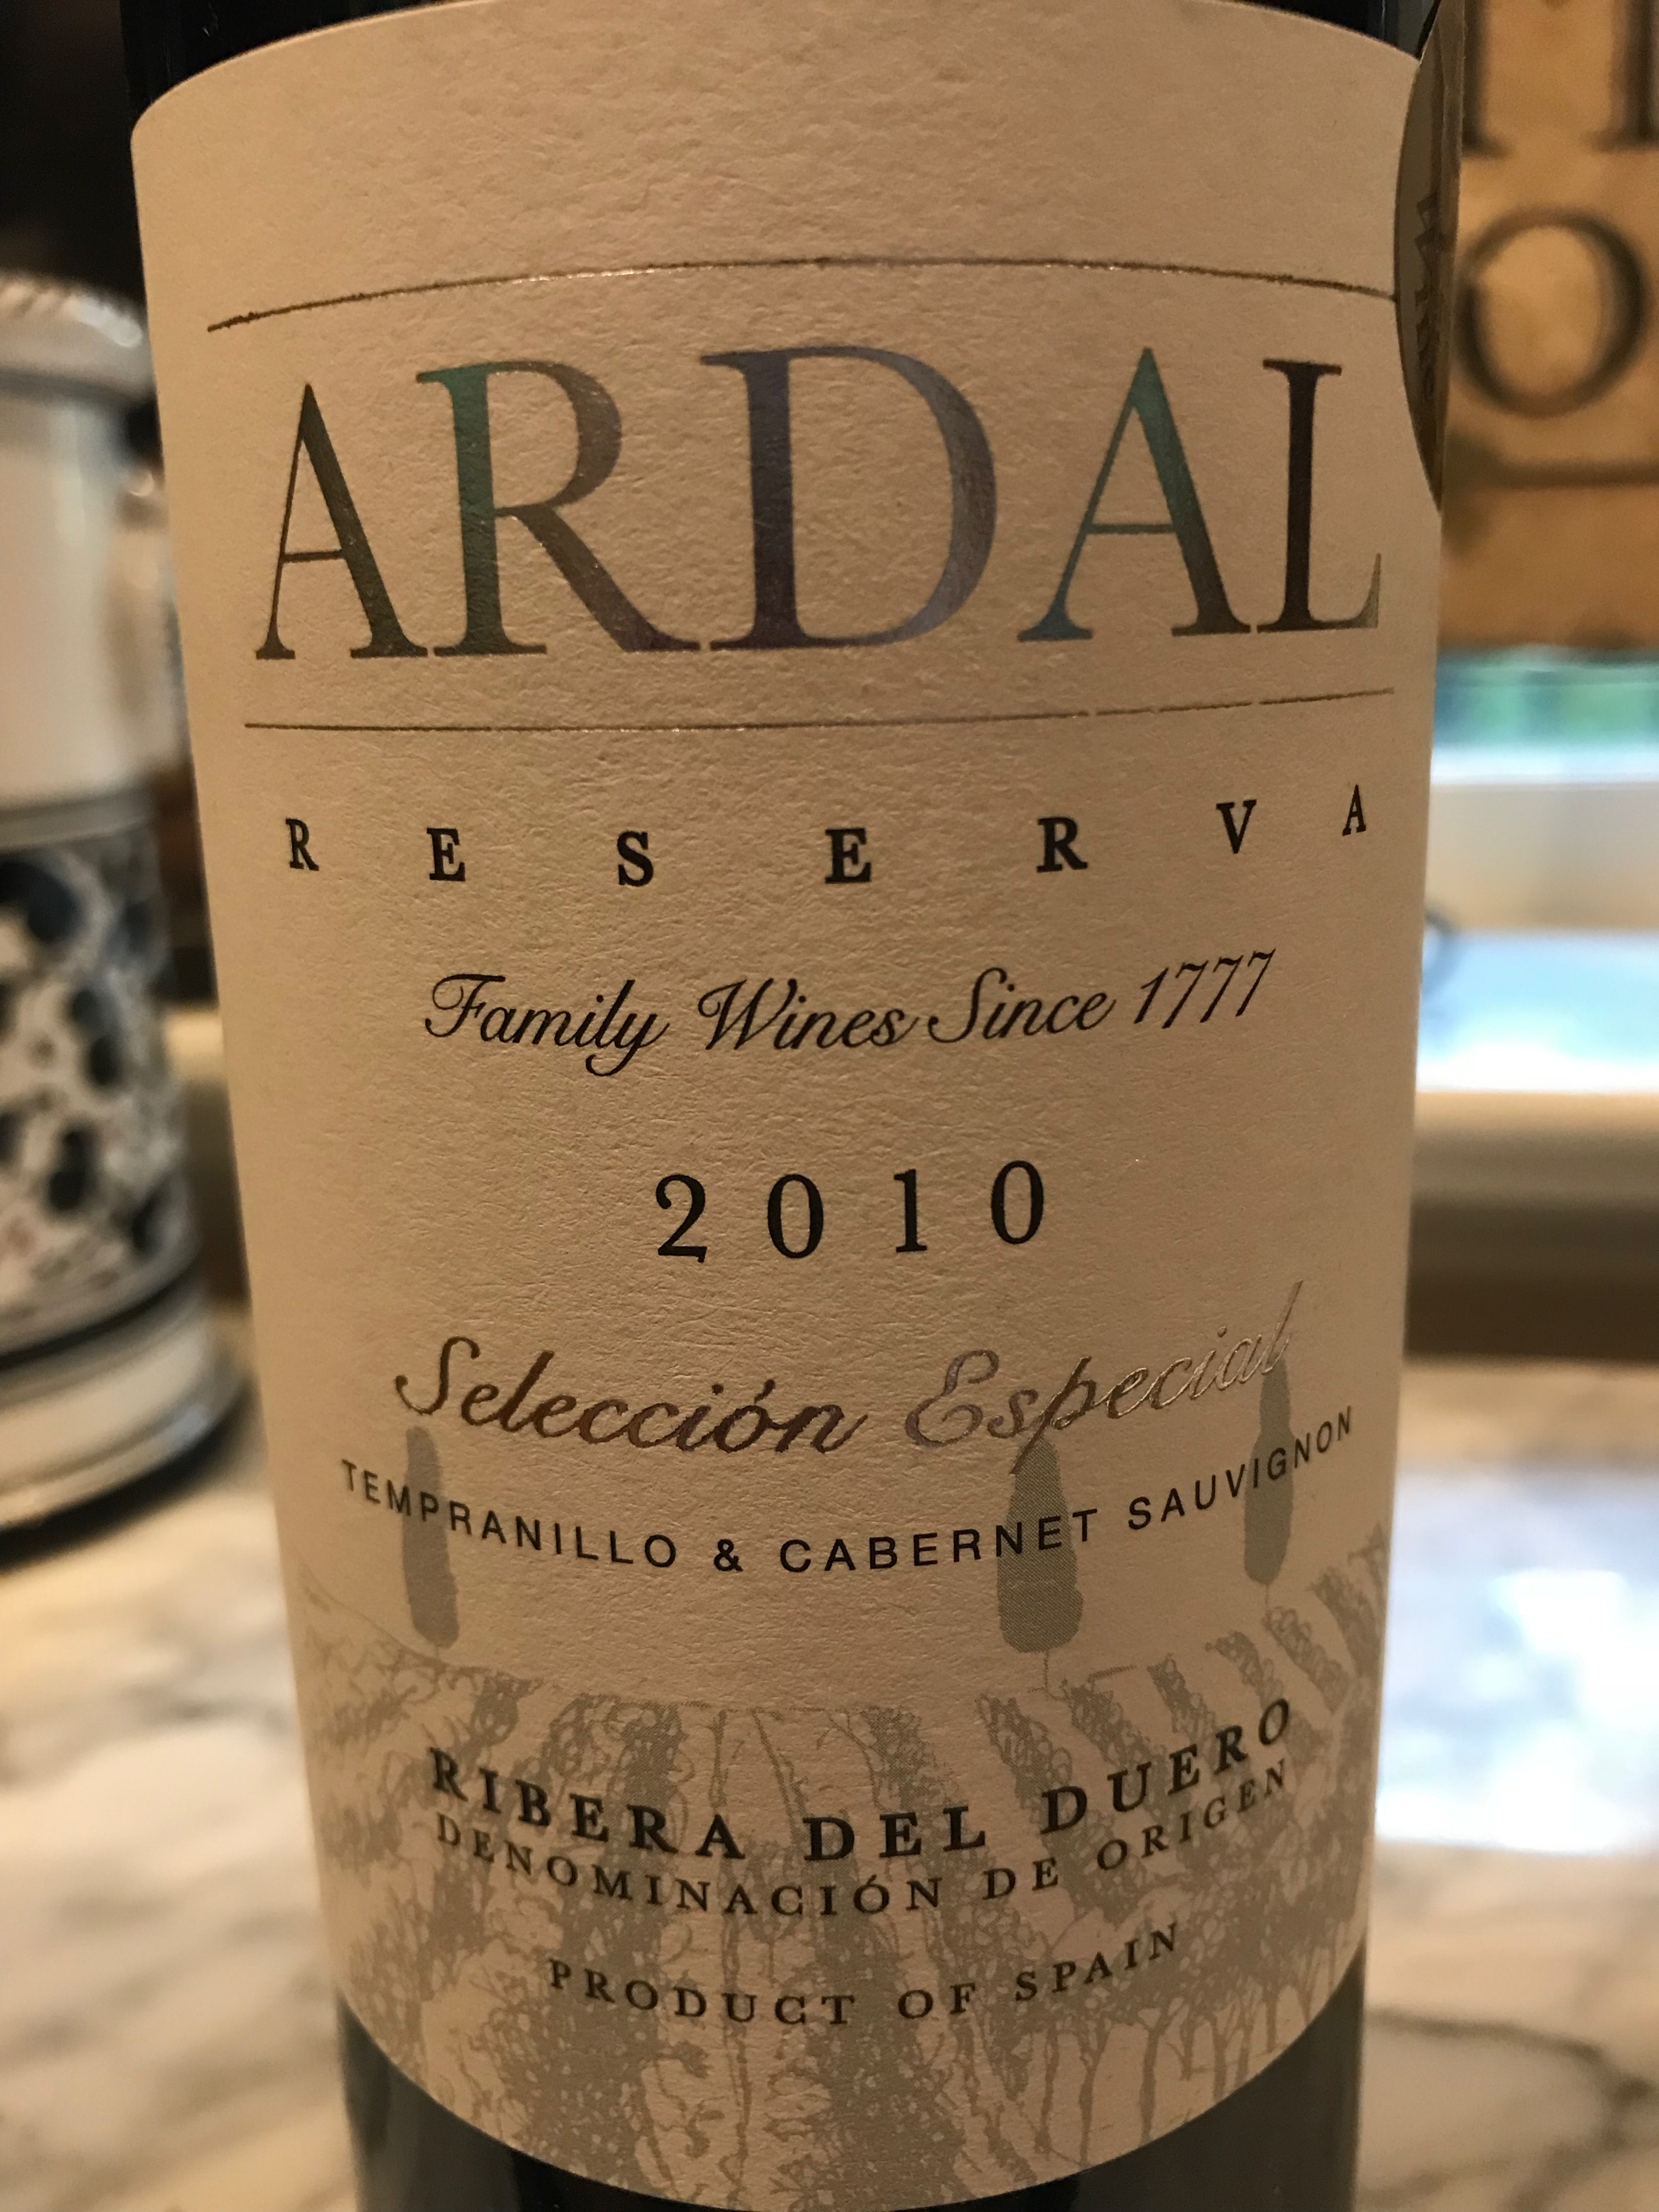 ARDAL
RESERVA
Family Wines Since 1777
2010
Selección Especial
TEMPRANILLO & CABERNET SAUVIGNON
RIBERA DEL DUERO
DENOMINACIÓN DE ORIGEN
PRODUCT OF SPAIN